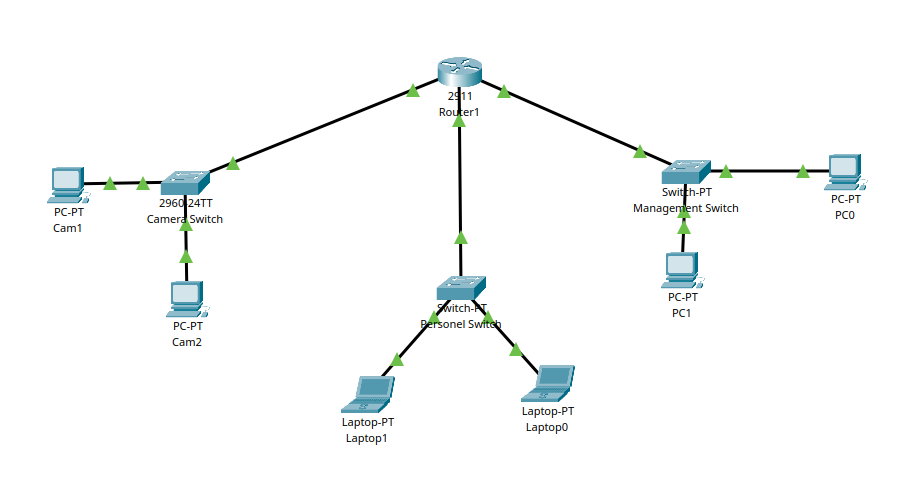 2911
Router1
PC-PT
Cam1
2960-24TT
Camera Switch
Switch-PT
Management Switch
PC-PT
PC0
PC-PT
PC1
PC-PT
Cam2
Switch-PT
Personel Switch
Laptop-PT
Laptop1
Laptop-PT
Laptop0